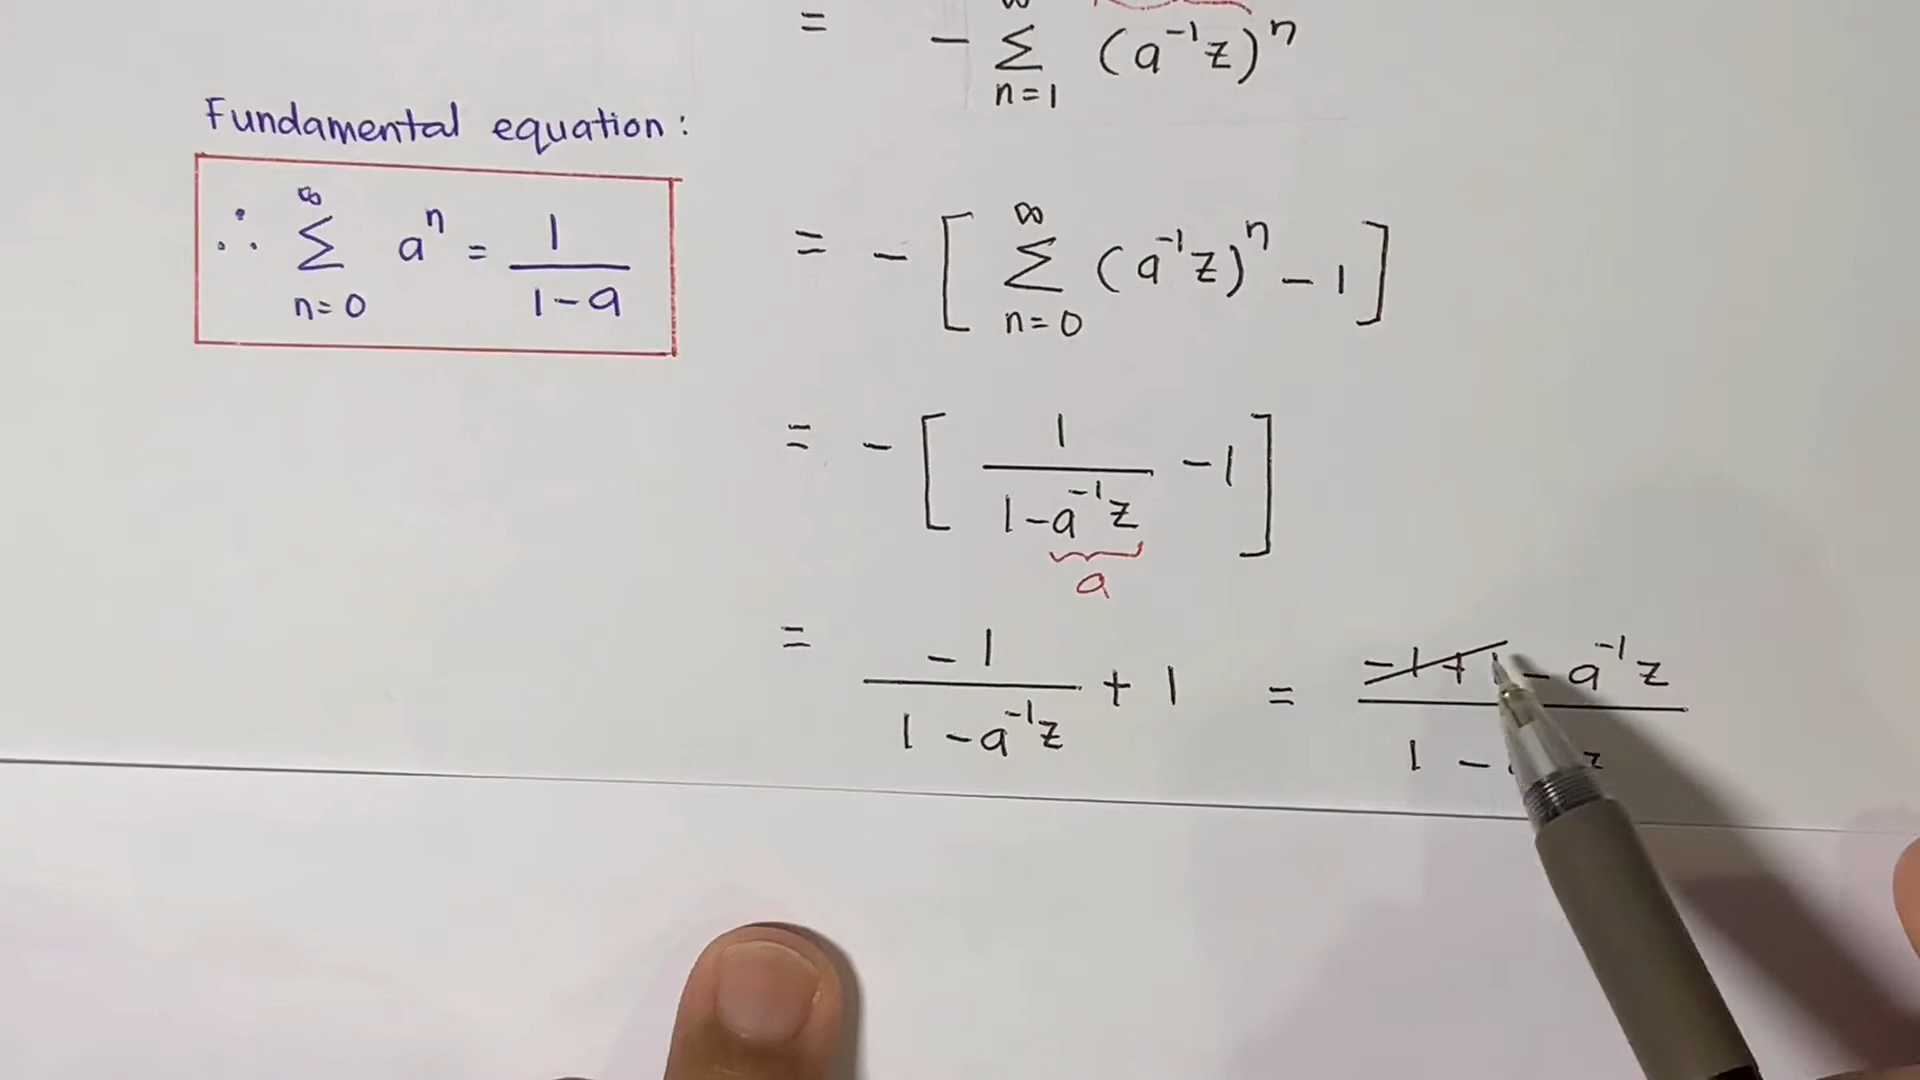 = - ∞ Σ n=1 (a⁻¹z)ⁿ
Fundamental equation:
∴ ∞ Σ n=0 aⁿ = 1/(1-a)
= - [ ∞ Σ n=0 (a⁻¹z)ⁿ - 1 ]
= - [ 1/(1-a⁻¹z) - 1 ]
a
= -1/(1-a⁻¹z) + 1 = (-1+1-a⁻¹z)/(1- z)